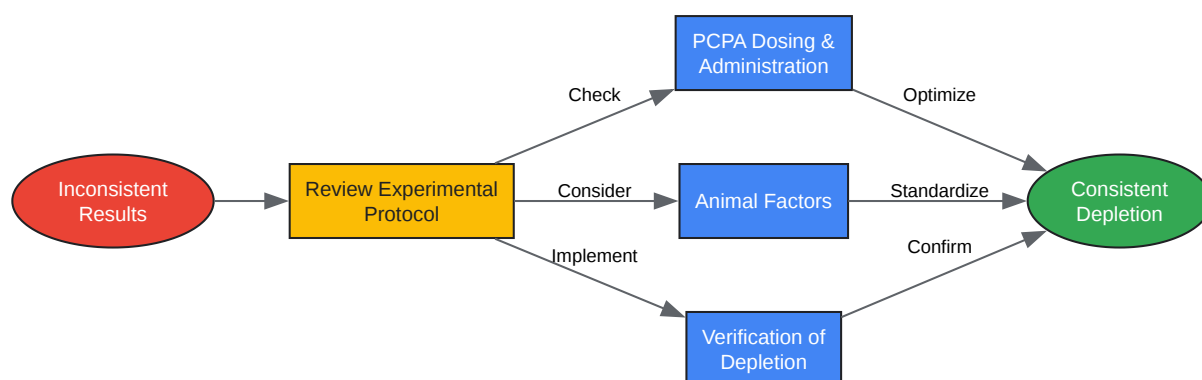 PCPA Dosing &
Administration
Check
Optimize
Inconsistent
Results
Review Experimental
Protocol
Consider
Animal Factors
Standardize
Consistent
Depletion
Implement
Confirm
Verification of
Depletion